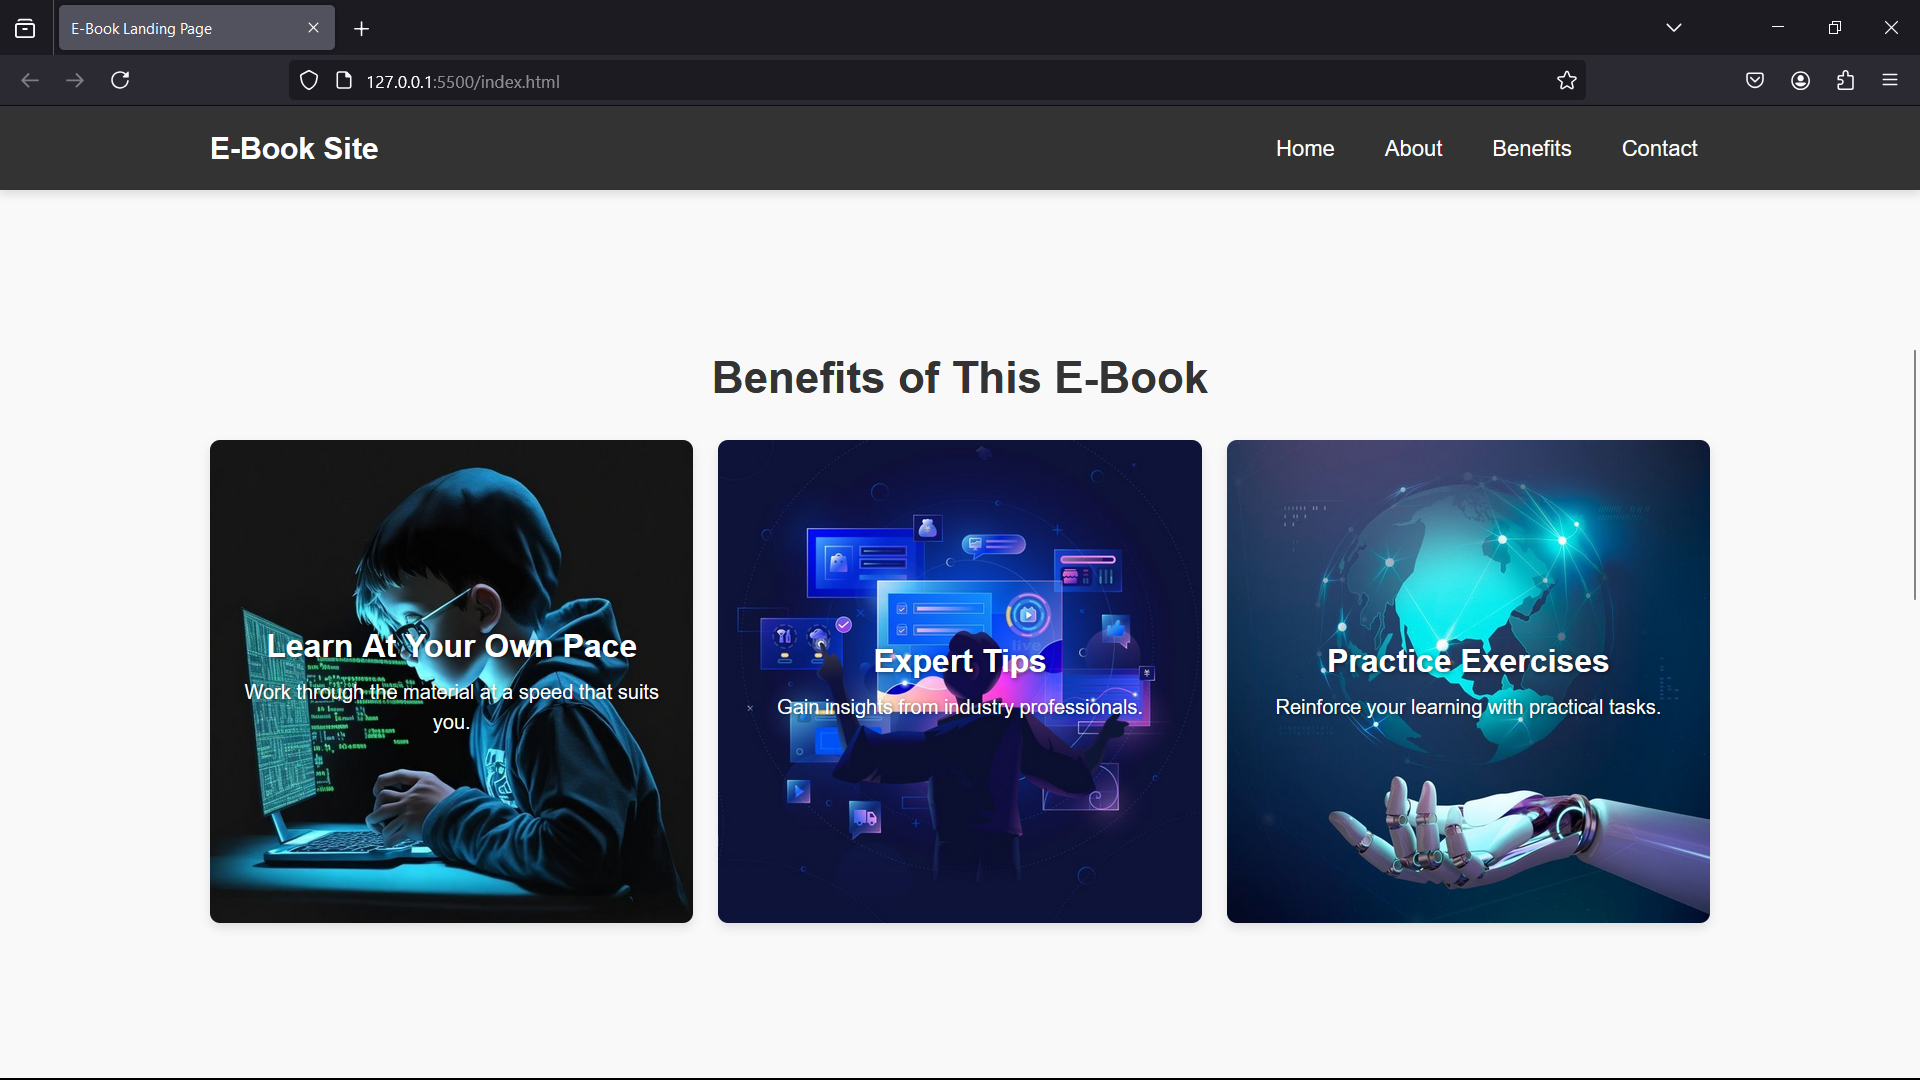 E-Book Landing Page
127.0.0.1:5500/index.html
E-Book Site
Home
About
Benefits
Contact
Benefits of This E-Book
Learn At Your Own Pace
Work through the material at a speed that suits
you.
Expert Tips
Gain insights from industry professionals.
Practice Exercises
Reinforce your learning with practical tasks.